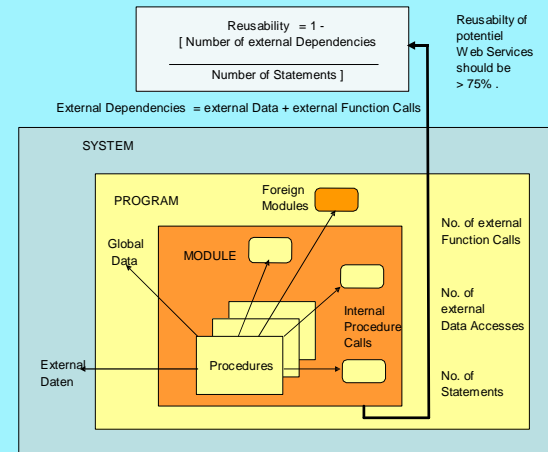 Reusability = 1 -
[ Number of external Dependencies
Number of Statements ]
Reusabilty of
potentiel
Web Services
should be
> 75% .
External Dependencies = external Data + external Function Calls
SYSTEM
PROGRAM
Foreign
Modules
Global
Data
MODULE
No. of external
Function Calls
Internal
Procedure
Calls
No. of
external
Data Accesses
External
Daten
Procedures
No. of
Statements